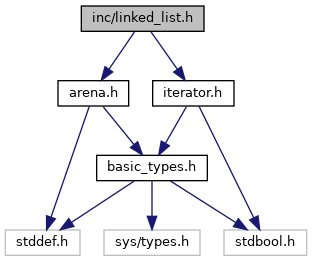 inc/linked_list.h
arena.h
iterator.h
basic_types.h
stddef.h
sys/types.h
stdbool.h